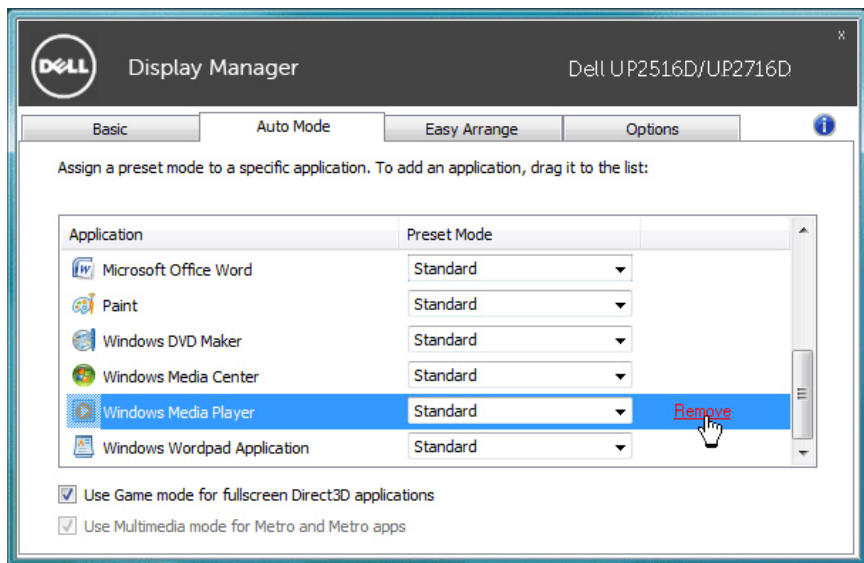 DELL Display Manager Dell UP2516D/UP2716D x
Basic Auto Mode Easy Arrange Options i
Assign a preset mode to a specific application. To add an application, drag it to the list:
Application Preset Mode
Microsoft Office Word Standard
Paint Standard
Windows DVD Maker Standard
Windows Media Center Standard
Windows Media Player Standard Remove
Windows Wordpad Application Standard
Use Game mode for fullscreen Direct3D applications
Use Multimedia mode for Metro and Metro apps